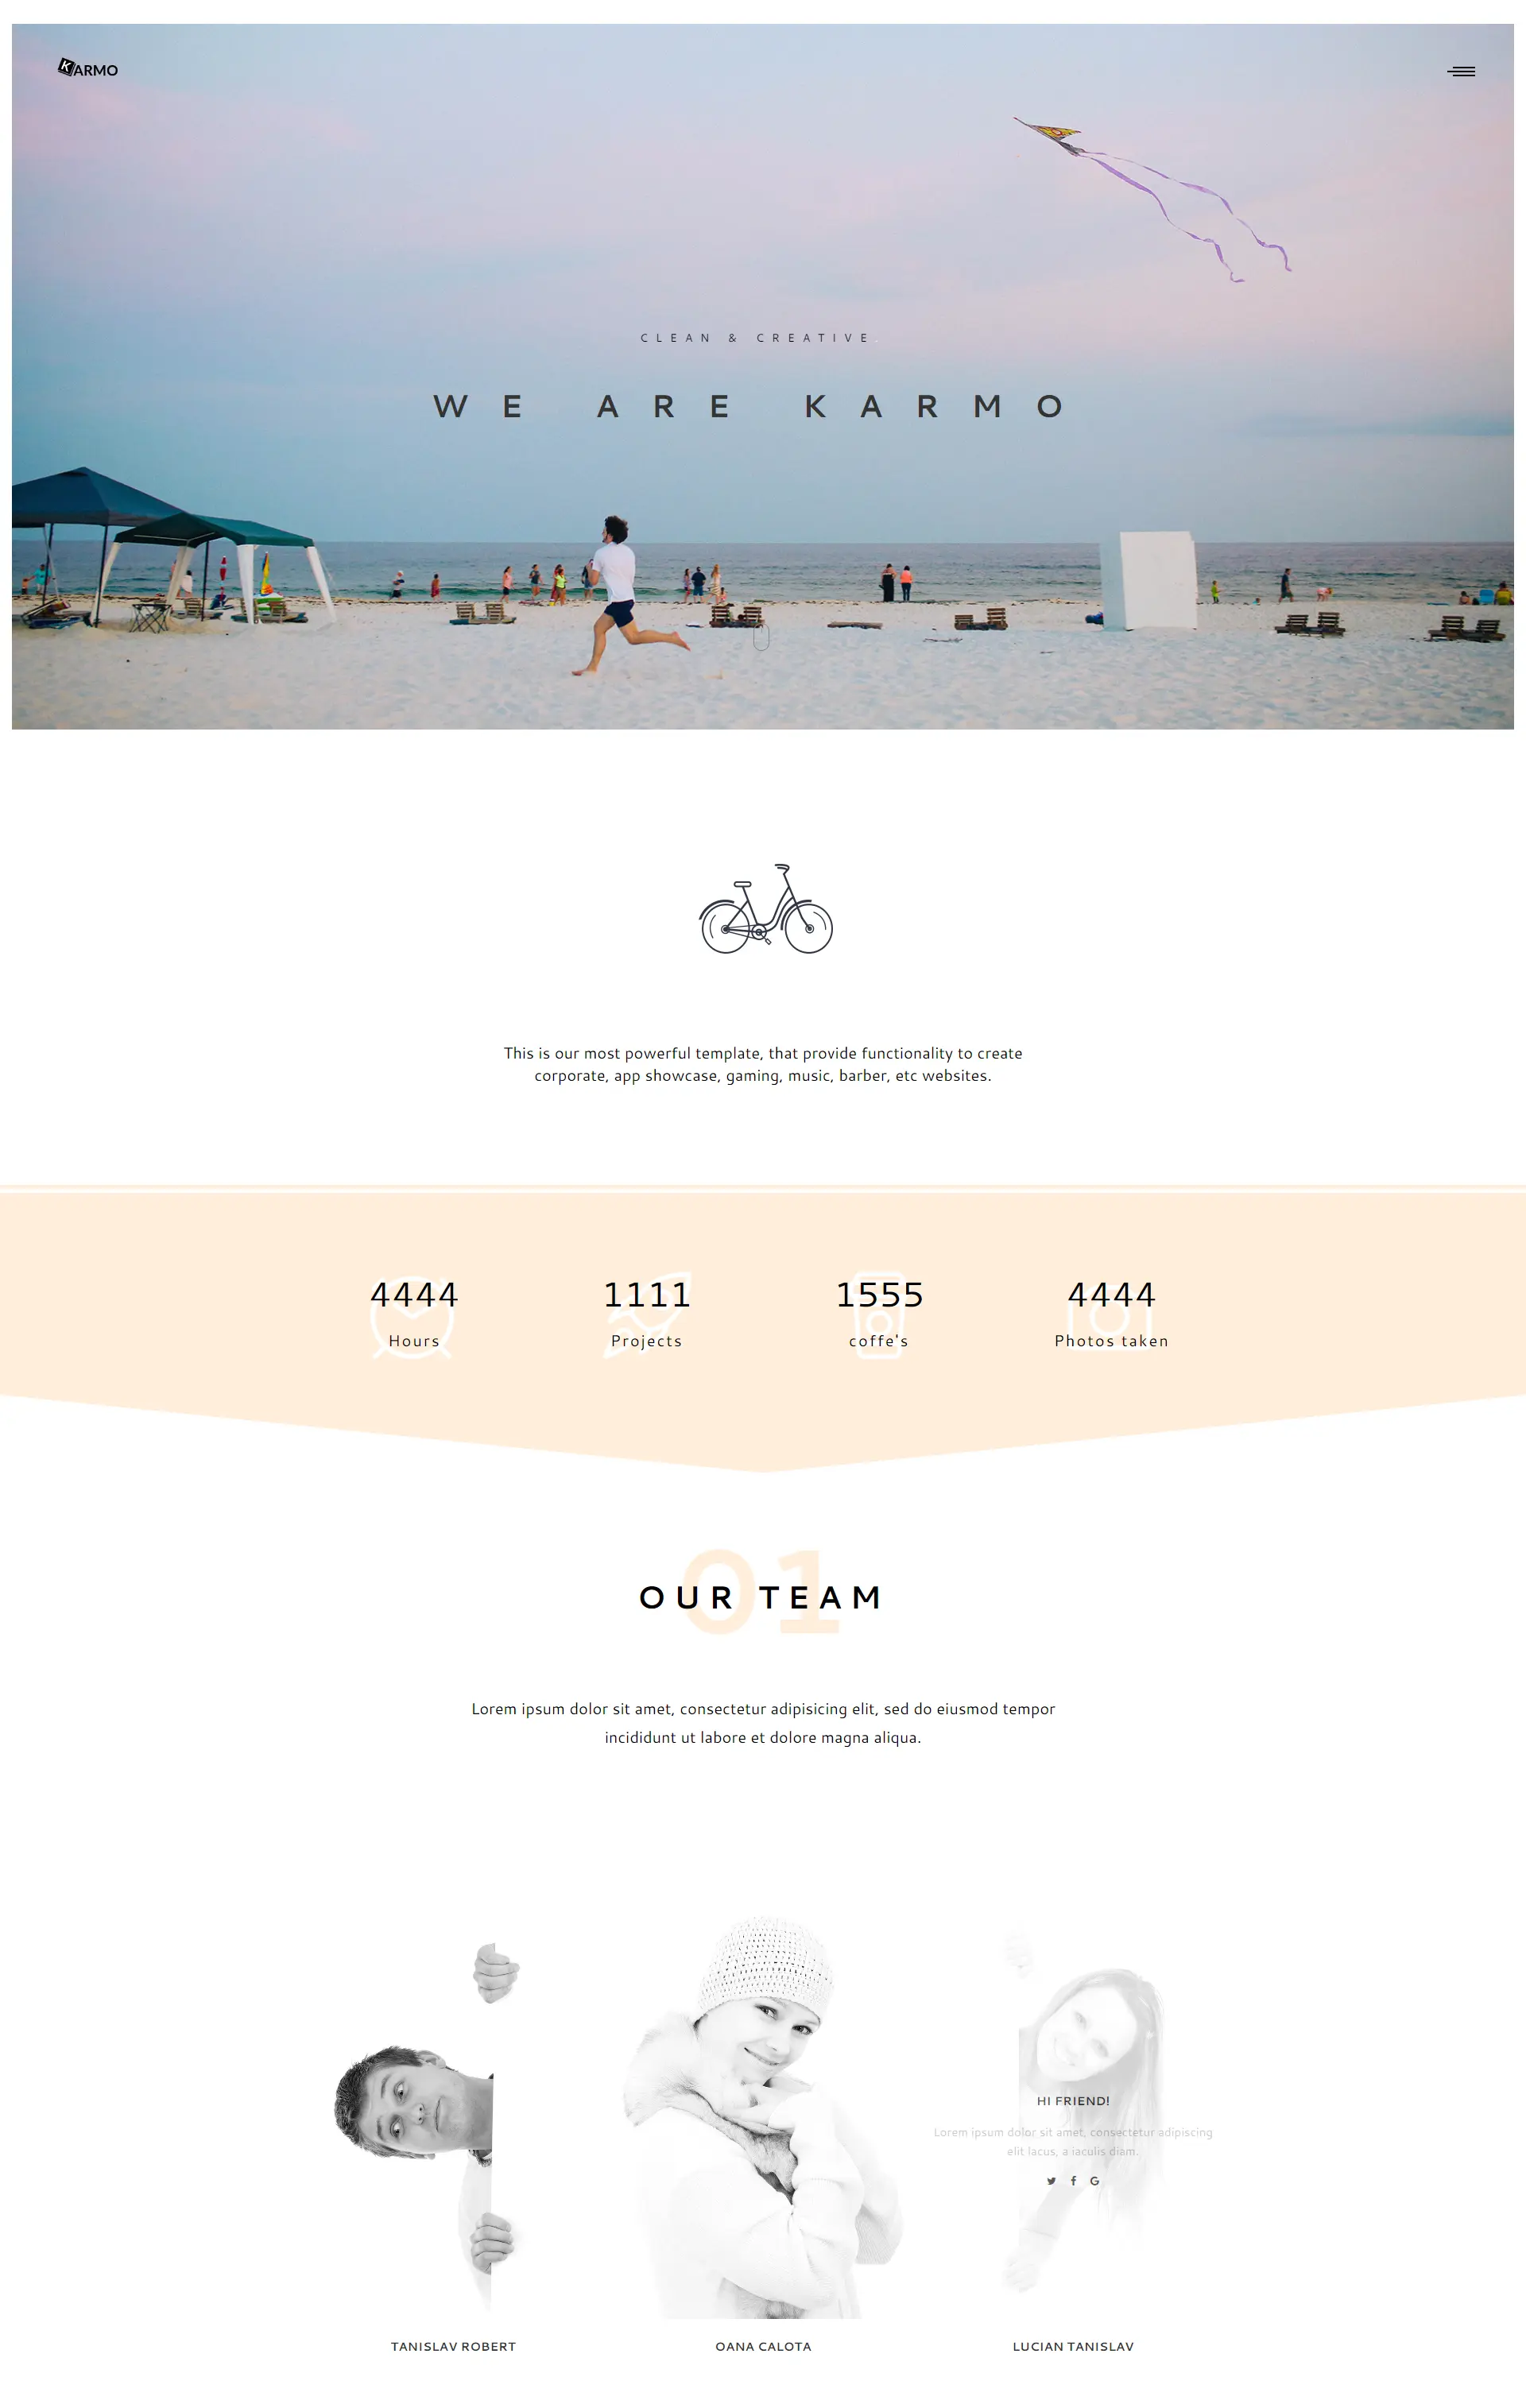 KARMO
CLEAN & CREATIVE.
WE ARE KARMO
This is our most powerful template, that provide functionality to create
corporate, app showcase, gaming, music, barber, etc websites.
4444
Hours
1111
Projects
1555
coffe's
4444
Photos taken
01
OUR TEAM
Lorem ipsum dolor sit amet, consectetur adipisicing elit, sed do eiusmod tempor
incididunt ut labore et dolore magna aliqua.
HI FRIEND!
Lorem ipsum dolor sit amet, consectetur adipiscing
elit lacus, a iaculis diam.
TANISLAV ROBERT
OANA CALOTA
LUCIAN TANISLAV